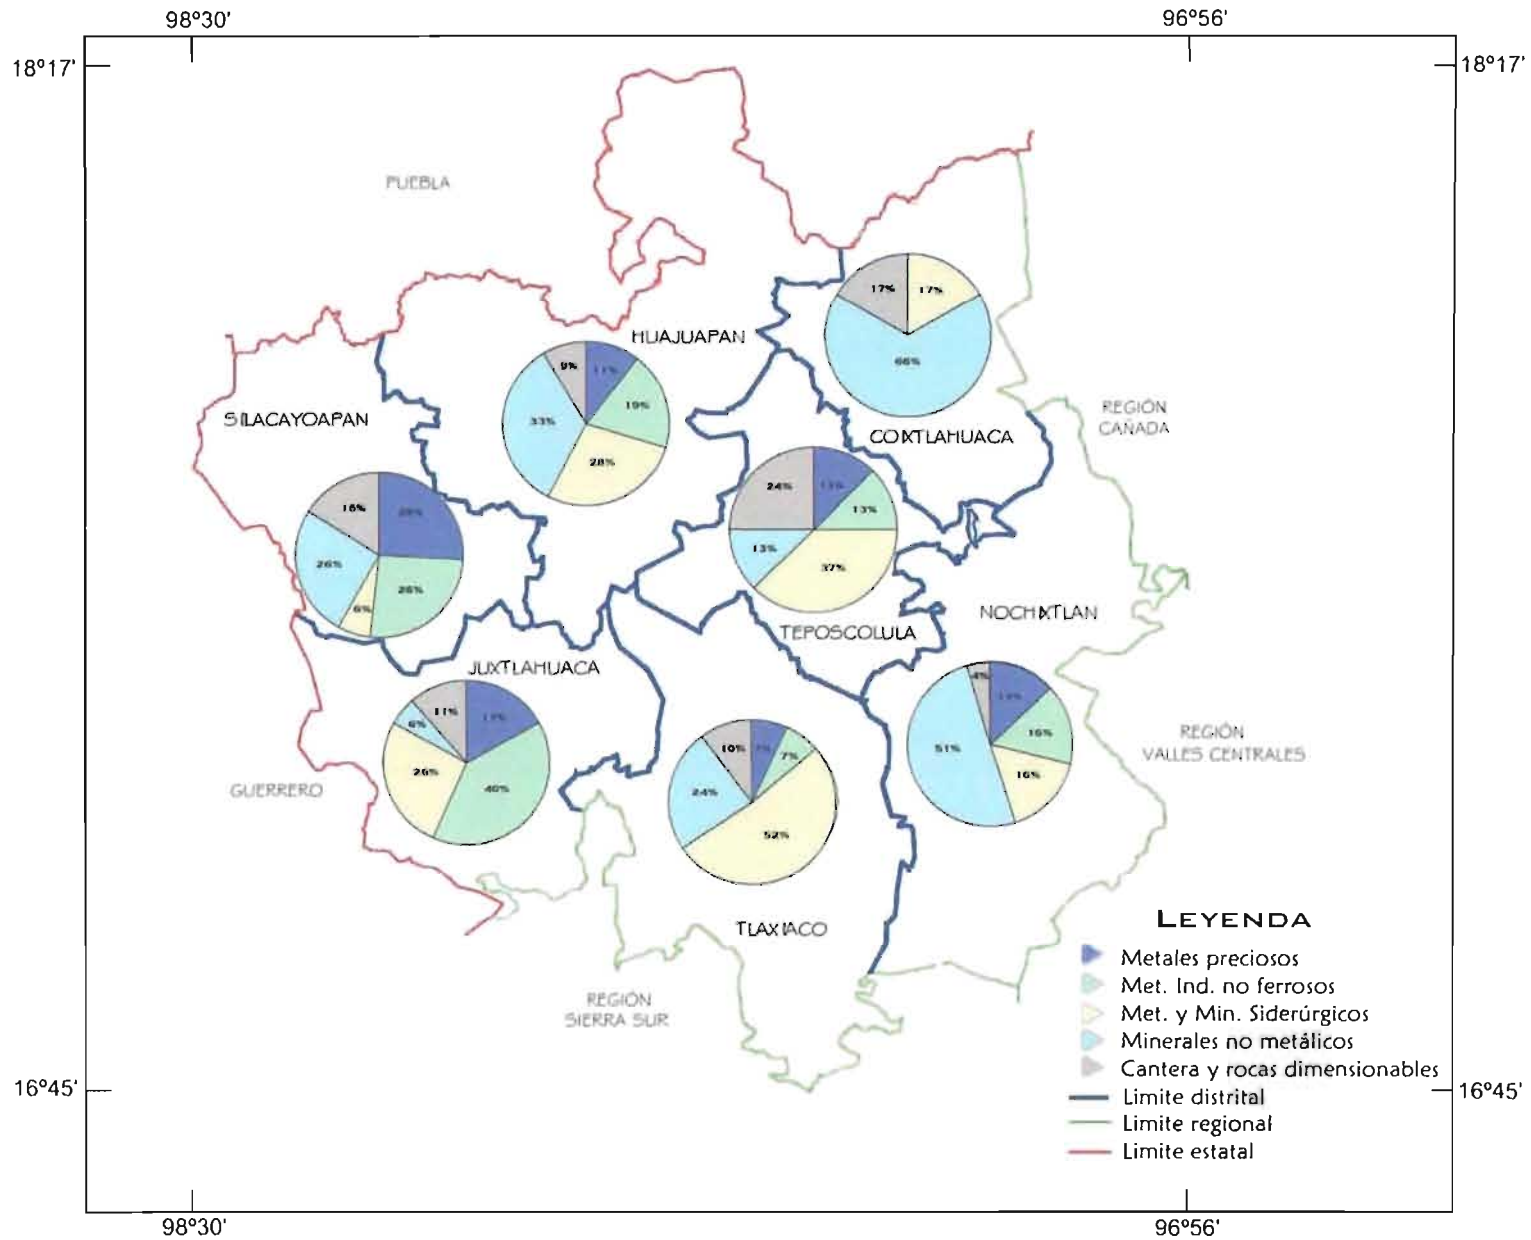 98°30'
96°56'
18°17'
18°17'
PUEBLA
17%
17%
66%
HUAJUAPAN
9%
11%
19%
33%
28%
SILACAYOAPAN
REGIÓN
CAÑADA
COIXTLAHUACA
24%
13%
13%
37%
16%
26%
26%
6%
NOCHIXTLAN
TEPOSCOLULA
JUXTLAHUACA
4%
16%
51%
16%
11%
17%
6%
26%
40%
10%
7%
7%
24%
52%
REGIÓN
VALLES CENTRALES
GUERRERO
TLAXIACO
REGIÓN
SIERRA SUR
LEYENDA
Metales preciosos
Met. Ind. no ferrosos
Met. y Min. Siderúrgicos
Minerales no metálicos
Cantera y rocas dimensionables
Limite distrital
Limite regional
Limite estatal
16°45'
16°45'
98°30'
96°56'